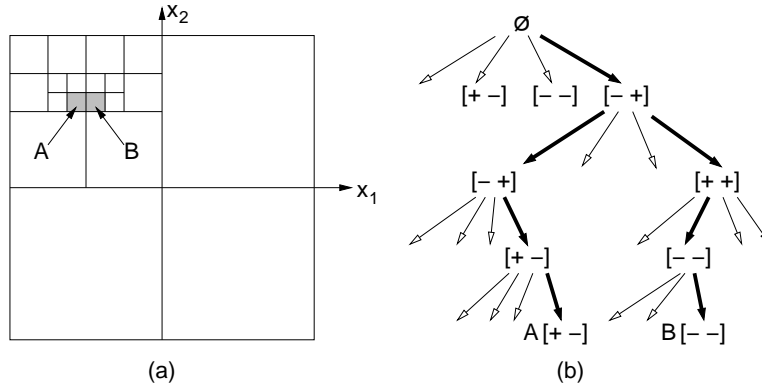 x2
x1
A B
(a)
Ø
[+ –] [– –] [– +]
[– +] [+ +]
[+ –] [– –]
A [+ –] B [– –]
(b)